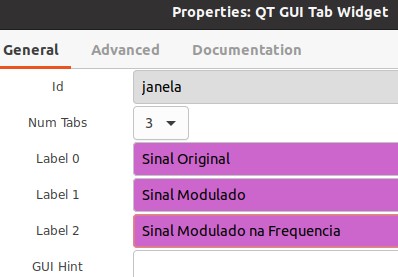 Properties: QT GUI Tab Widget
General Advanced Documentation
Id janela
Num Tabs 3
Label 0 Sinal Original
Label 1 Sinal Modulado
Label 2 Sinal Modulado na Frequencia
GUI Hint